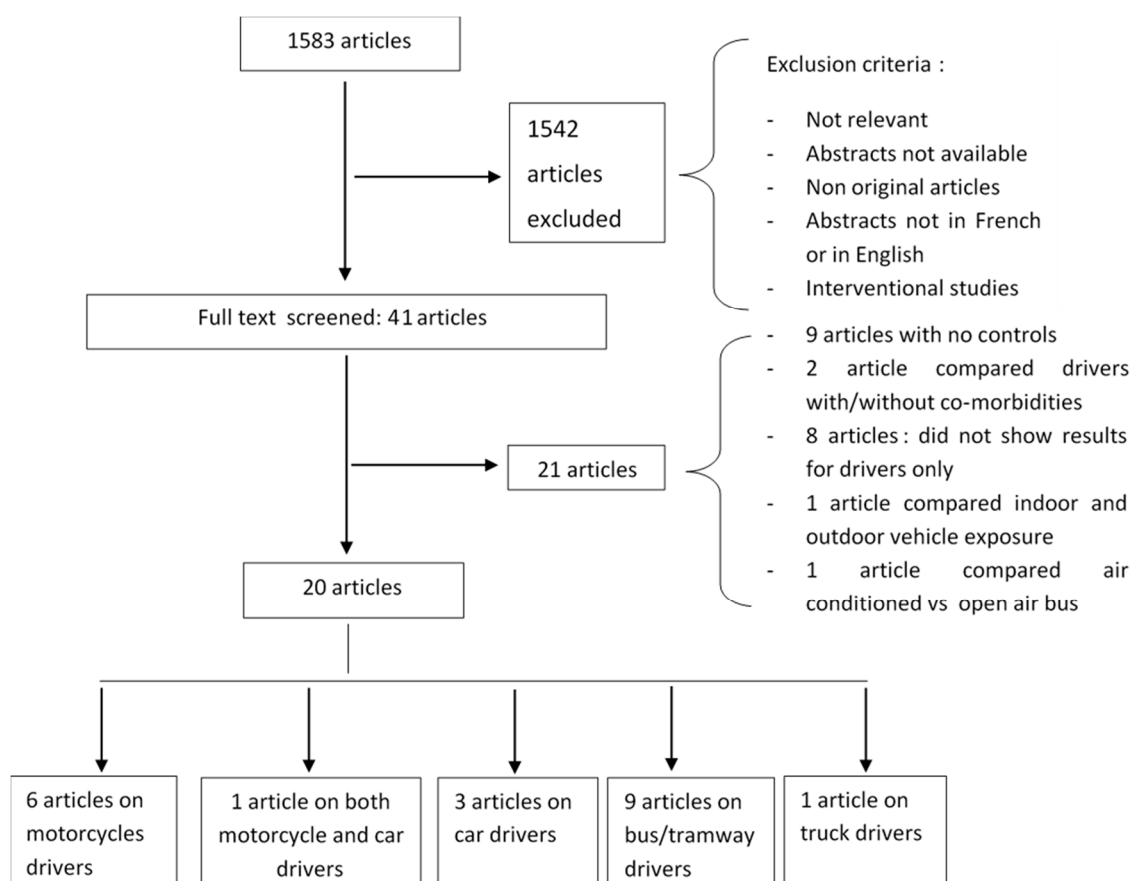 1583 articles
1542
articles
excluded
Exclusion criteria :
- Not relevant
- Abstracts not available
- Non original articles
- Abstracts not in French
or in English
- Interventional studies
Full text screened: 41 articles
21 articles
- 9 articles with no controls
- 2 article compared drivers
with/without co-morbidities
- 8 articles : did not show results
for drivers only
- 1 article compared indoor and
outdoor vehicle exposure
- 1 article compared air
conditioned vs open air bus
20 articles
6 articles on
motorcycles
drivers
1 article on both
motorcycle and car
drivers
3 articles on
car drivers
9 articles on
bus/tramway
drivers
1 article on
truck drivers